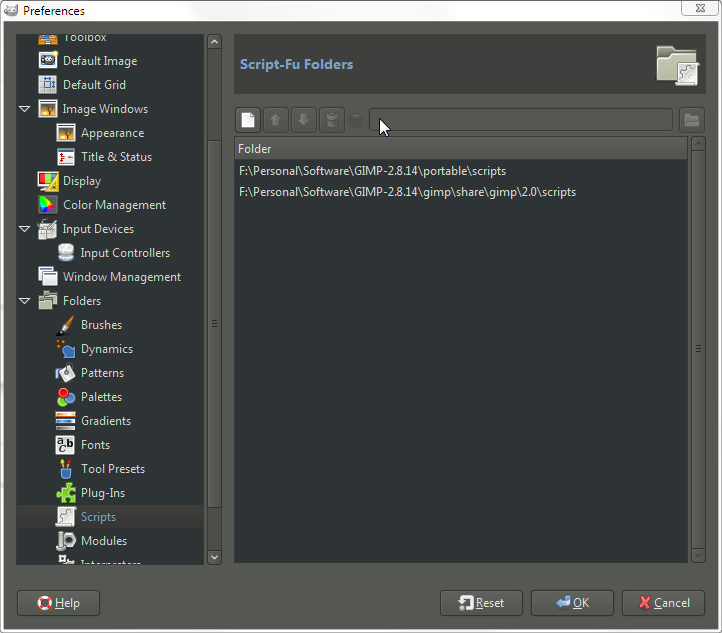 Preferences
Toolbox
Default Image
Default Grid
Image Windows
Appearance
Title & Status
Display
Color Management
Input Devices
Input Controllers
Window Management
Folders
Brushes
Dynamics
Patterns
Palettes
Gradients
Fonts
Tool Presets
Plug-Ins
Scripts
Modules
Interpreters
Script-Fu Folders
Folder
F:\Personal\Software\GIMP-2.8.14\portable\scripts
F:\Personal\Software\GIMP-2.8.14\gimp\share\gimp\2.0\scripts
Help
Reset
OK
Cancel